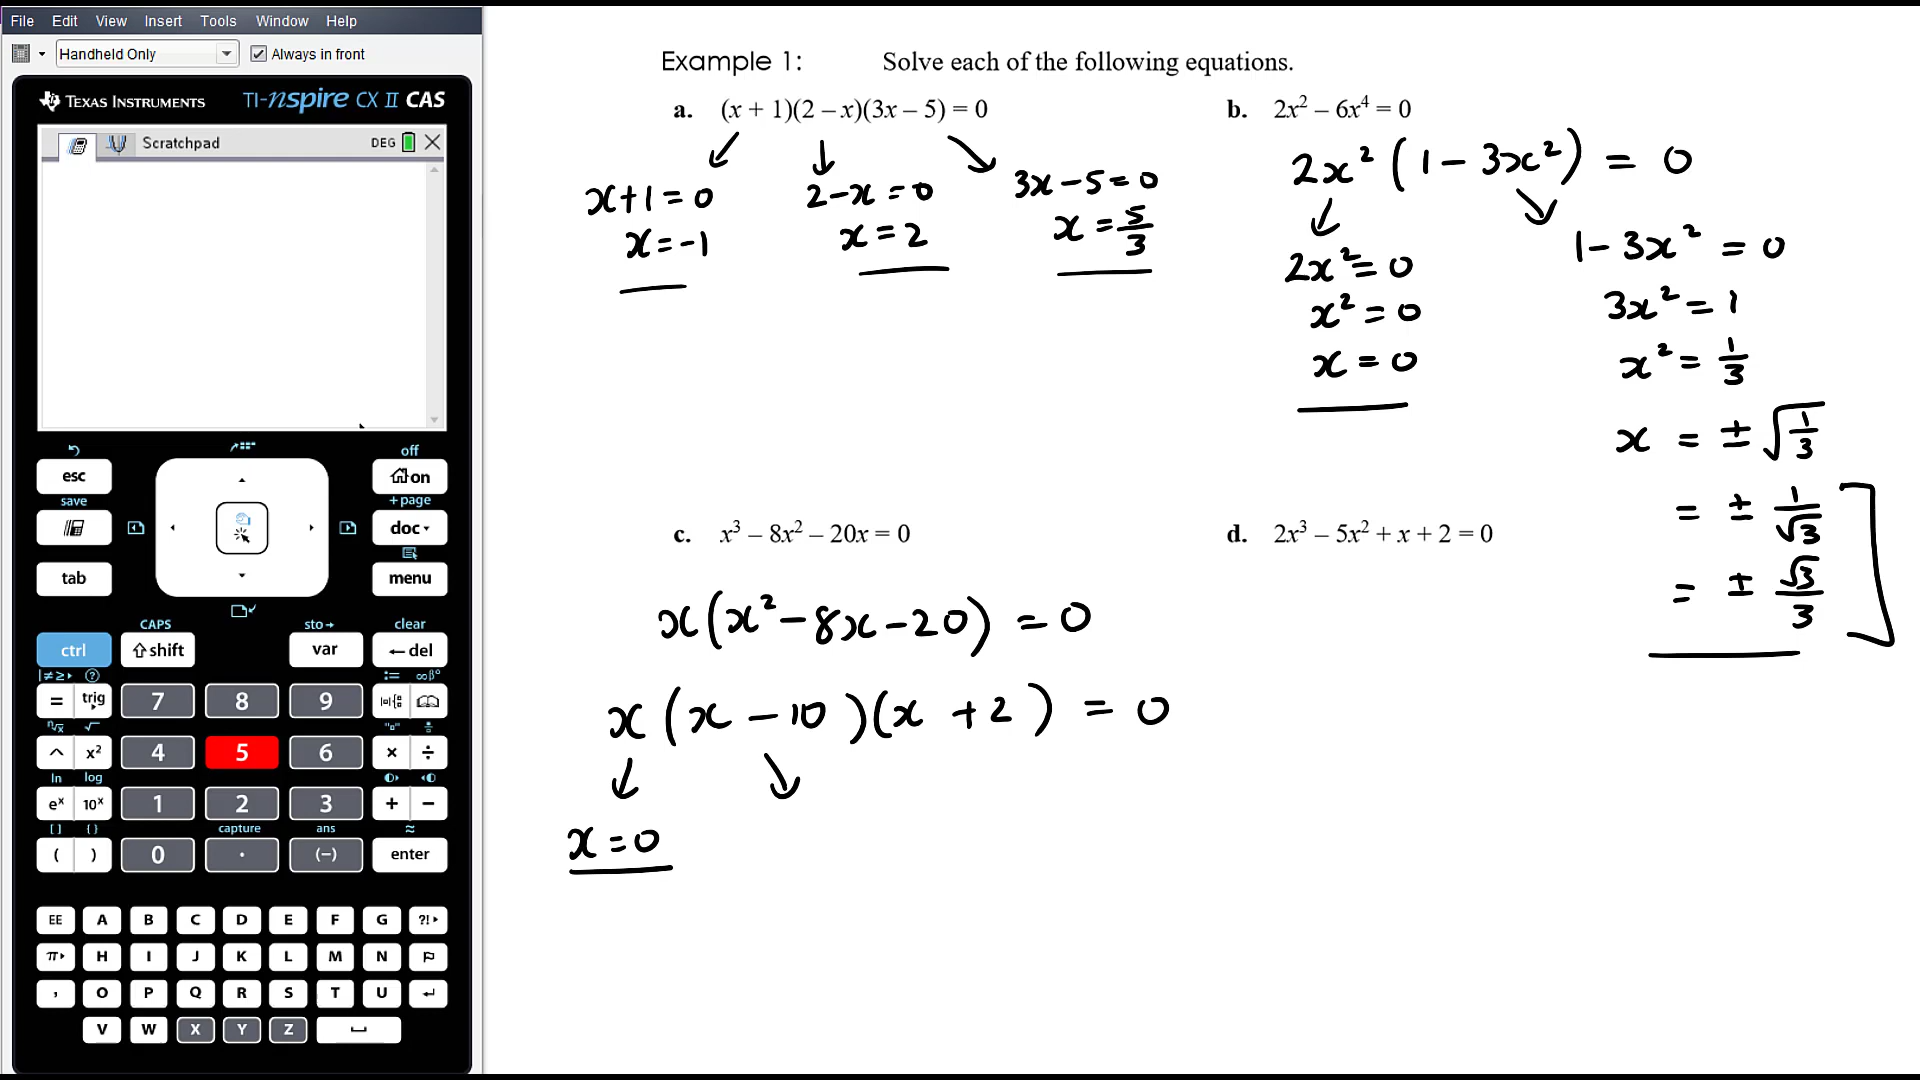 File Edit View Insert Tools Window Help
Handheld Only Always in front
TEXAS INSTRUMENTS TI-nspire CX II CAS
Scratchpad DEG
off
esc on
save + page
doc
tab menu
CAPS sto→ clear
ctrl ⇧shift var ←del
|≠≥▸ ? := ∞β°
= trig 7 8 9
ⁿ√x √ "▫"
^ x² 4 5 6 × ÷
ln log
eˣ 10ˣ 1 2 3 + −
[ ] { } capture ans ≈
( ) 0 . (−) enter
EE A B C D E F G ?!▸
π▸ H I J K L M N
, O P Q R S T U ↵
V W X Y Z
Example 1: Solve each of the following equations.
a. (x + 1)(2 – x)(3x – 5) = 0
x+1=0
x=-1
2-x=0
x=2
3x-5=0
x=5/3
b. 2x² – 6x⁴ = 0
2x²(1-3x²) = 0
2x²=0
x²=0
x=0
1-3x²=0
3x²=1
x²=1/3
x = ±√(1/3)
= ± 1/√3
= ± √3/3
c. x³ – 8x² – 20x = 0
x(x²-8x-20) = 0
x(x-10)(x+2) = 0
x=0
d. 2x³ – 5x² + x + 2 = 0